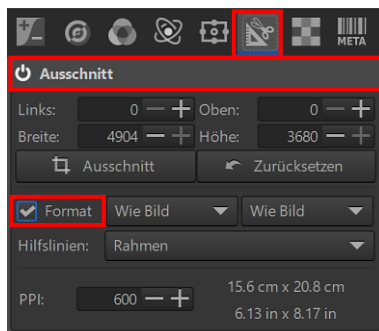 META
Ausschnitt
Links: 0 Oben: 0
Breite: 4904 Höhe: 3680
Ausschnitt Zurücksetzen
Format Wie Bild Wie Bild
Hilfslinien: Rahmen
PPI: 600 15.6 cm x 20.8 cm
6.13 in x 8.17 in